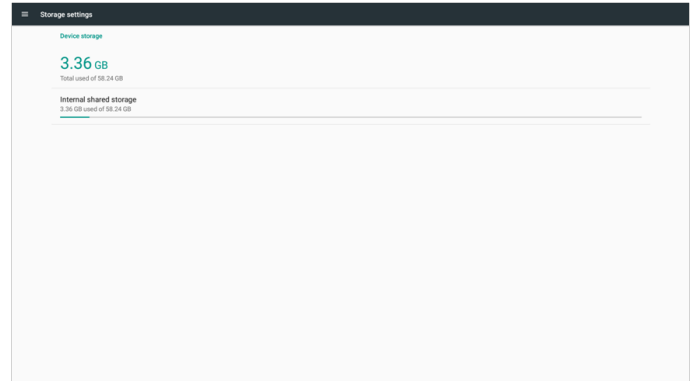 Storage settings
Device storage
3.36 GB
Total used of 58.24 GB
Internal shared storage
3.36 GB used of 58.24 GB